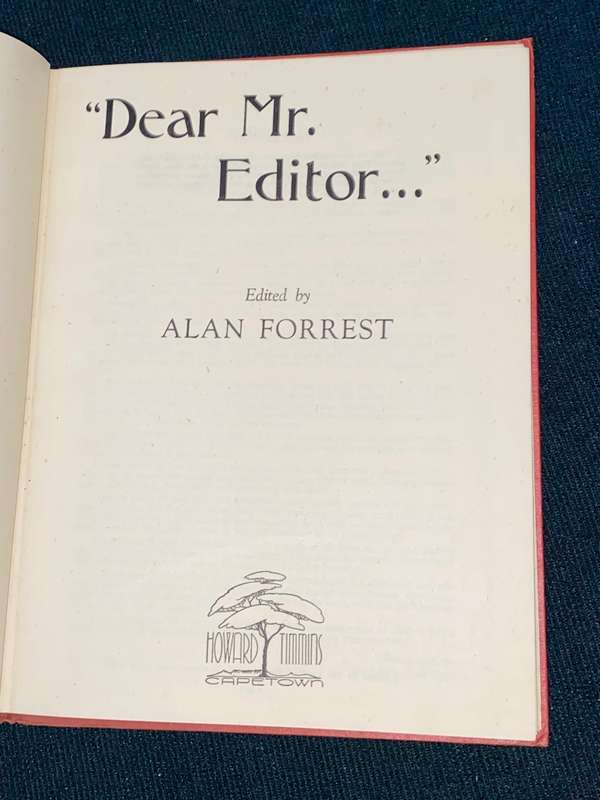 “Dear Mr.
Editor...”
Edited by
ALAN FORREST
HOWARD TIMMINS
CAPETOWN